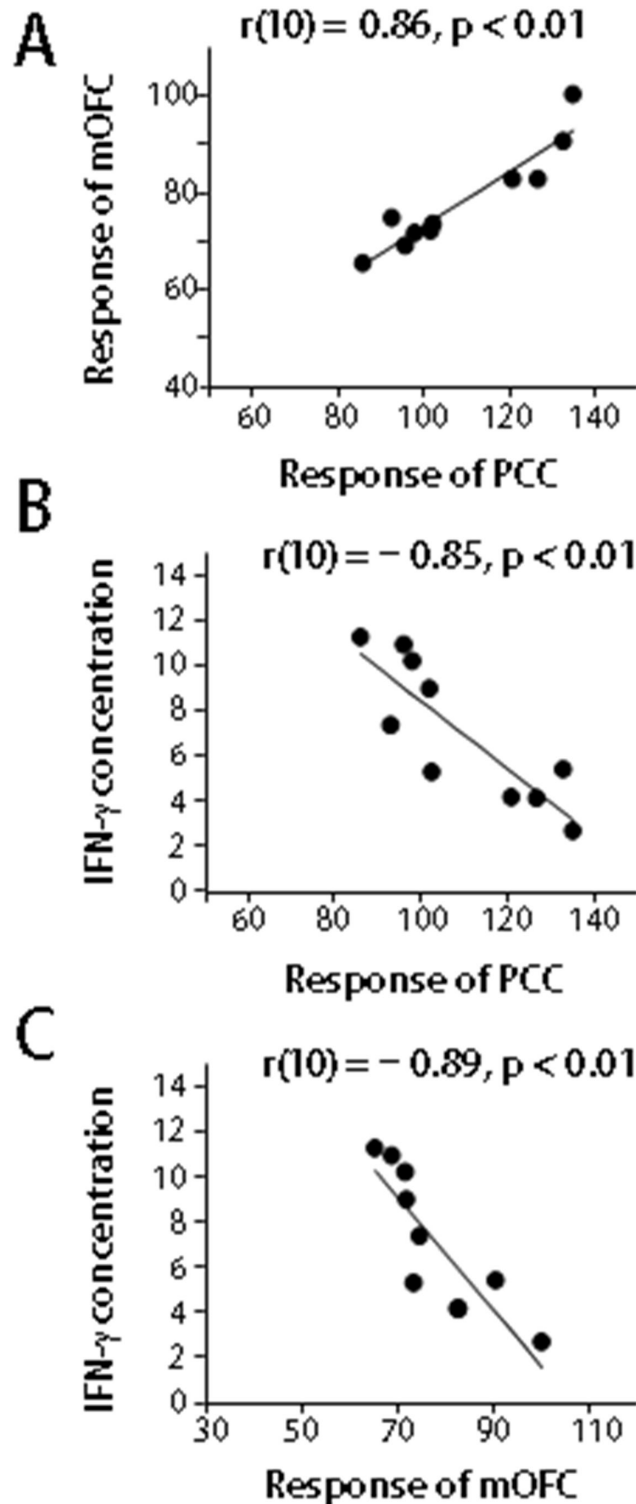 A
r(10) = 0.86, p < 0.01
Response of mOFC
100
80
60
40
60 80 100 120 140
Response of PCC
B
r(10) = − 0.85, p < 0.01
IFN-γ concentration
14
12
10
8
6
4
2
0
60 80 100 120 140
Response of PCC
C
r(10) = − 0.89, p < 0.01
IFN-γ concentration
14
12
10
8
6
4
2
0
30 50 70 90 110
Response of mOFC